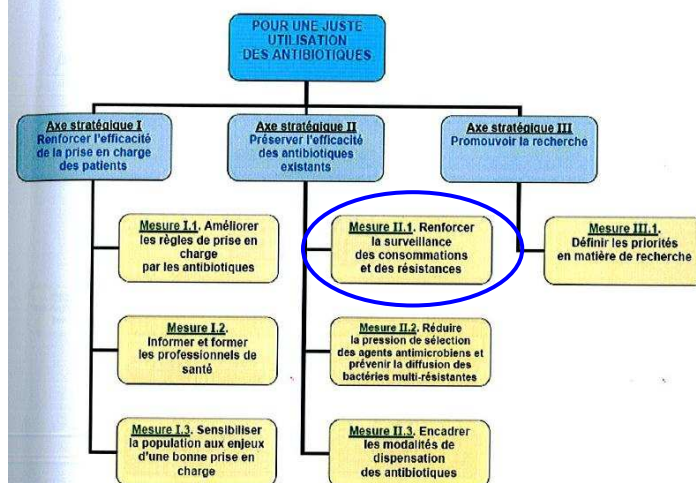 POUR UNE JUSTE
UTILISATION
DES ANTIBIOTIQUES
Axe stratégique I
Renforcer l'efficacité
de la prise en charge
des patients
Axe stratégique II
Préserver l'efficacité
des antibiotiques
existants
Axe stratégique III
Promouvoir la recherche
Mesure I.1. Améliorer
les règles de prise en
charge
par les antibiotiques
Mesure II.1. Renforcer
la surveillance
des consommations
et des résistances
Mesure III.1.
Définir les priorités
en matière de recherche
Mesure I.2.
Informer et former
les professionnels de
santé
Mesure II.2. Réduire
la pression de sélection
des agents antimicrobiens et
prévenir la diffusion des
bactéries multi-résistantes
Mesure I.3. Sensibiliser
la population aux enjeux
d'une bonne prise en
charge
Mesure II.3. Encadrer
les modalités de
dispensation
des antibiotiques